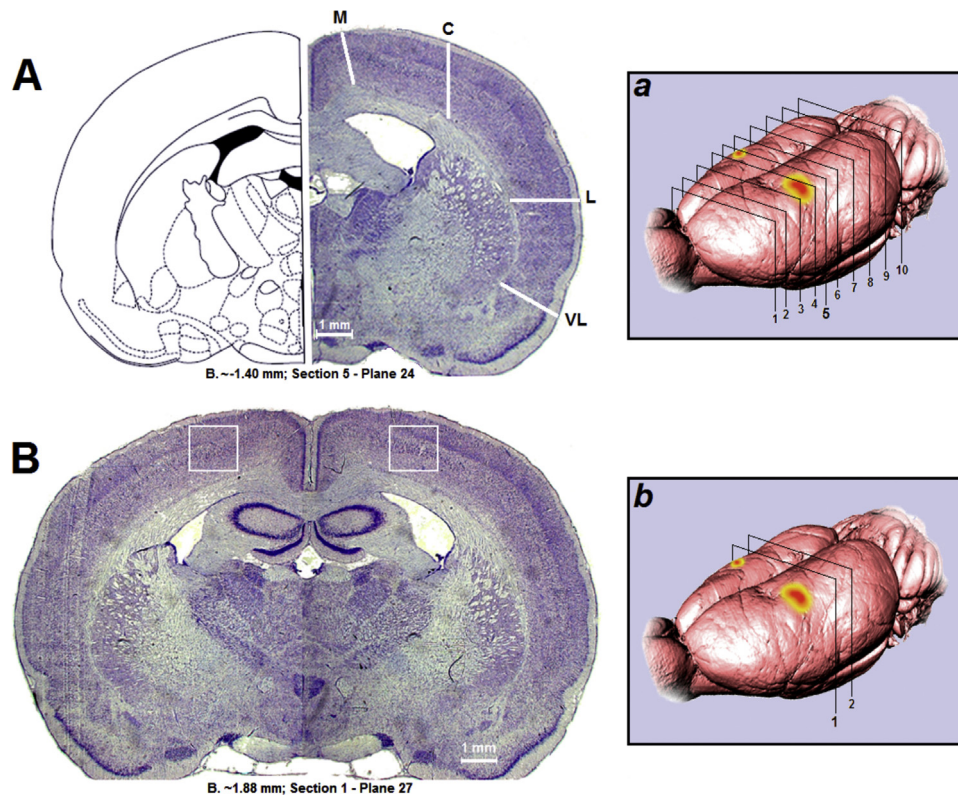 A
M
C
L
VL
1 mm
B. ~-1.40 mm; Section 5 - Plane 24
a
1 2 3 4 5 6 7 8 9 10
B
1 mm
B. ~1.88 mm; Section 1 - Plane 27
b
1 2